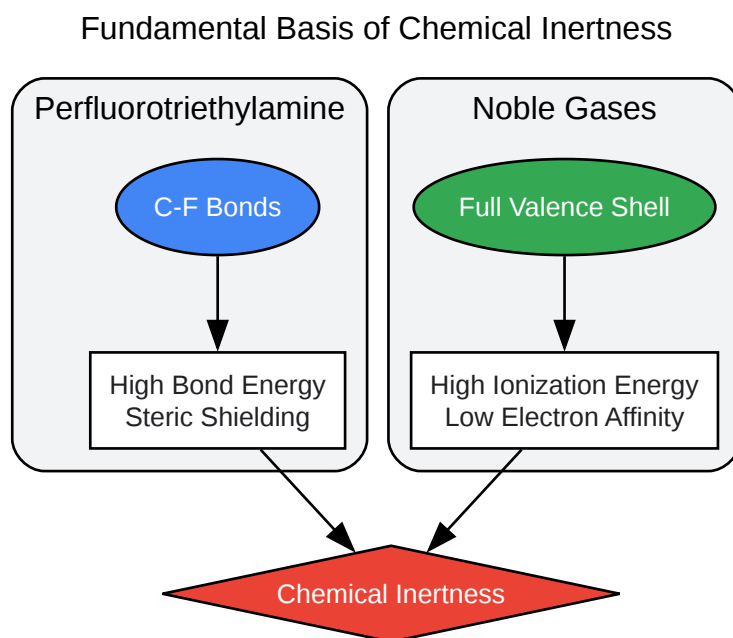 Fundamental Basis of Chemical Inertness
Perfluorotriethylamine
Noble Gases
C-F Bonds
Full Valence Shell
High Bond Energy
Steric Shielding
High Ionization Energy
Low Electron Affinity
Chemical Inertness